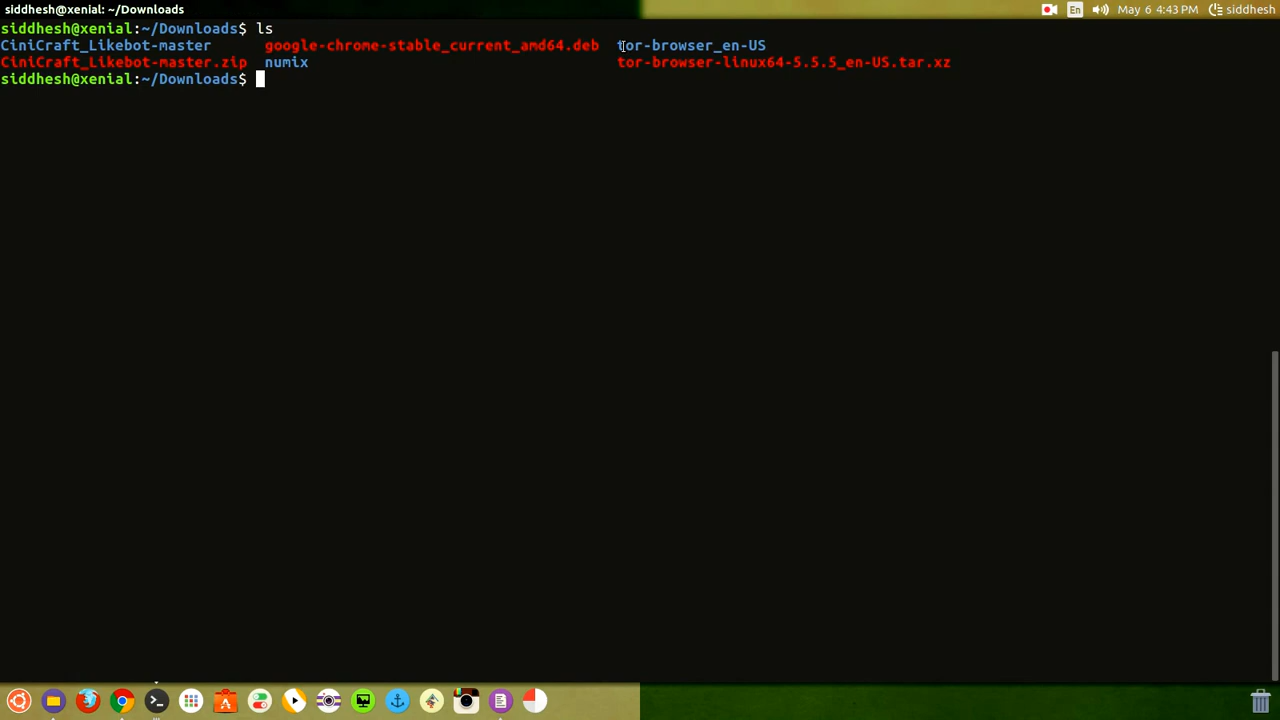 siddhesh@xenial: ~/Downloads En May 6 4:43 PM siddhesh
siddhesh@xenial:~/Downloads$ ls
CiniCraft_Likebot-master google-chrome-stable_current_amd64.deb tor-browser_en-US
CiniCraft_Likebot-master.zip numix tor-browser-linux64-5.5.5_en-US.tar.xz
siddhesh@xenial:~/Downloads$